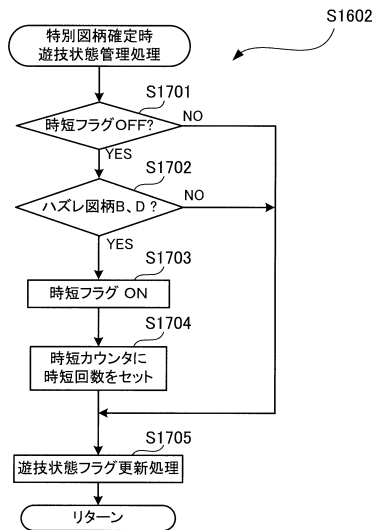 S1602
特別図柄確定時
遊技状態管理処理
S1701
時短フラグOFF?
NO
YES
S1702
ハズレ図柄B、D?
NO
YES
S1703
時短フラグ ON
S1704
時短カウンタに
時短回数をセット
S1705
遊技状態フラグ更新処理
リターン